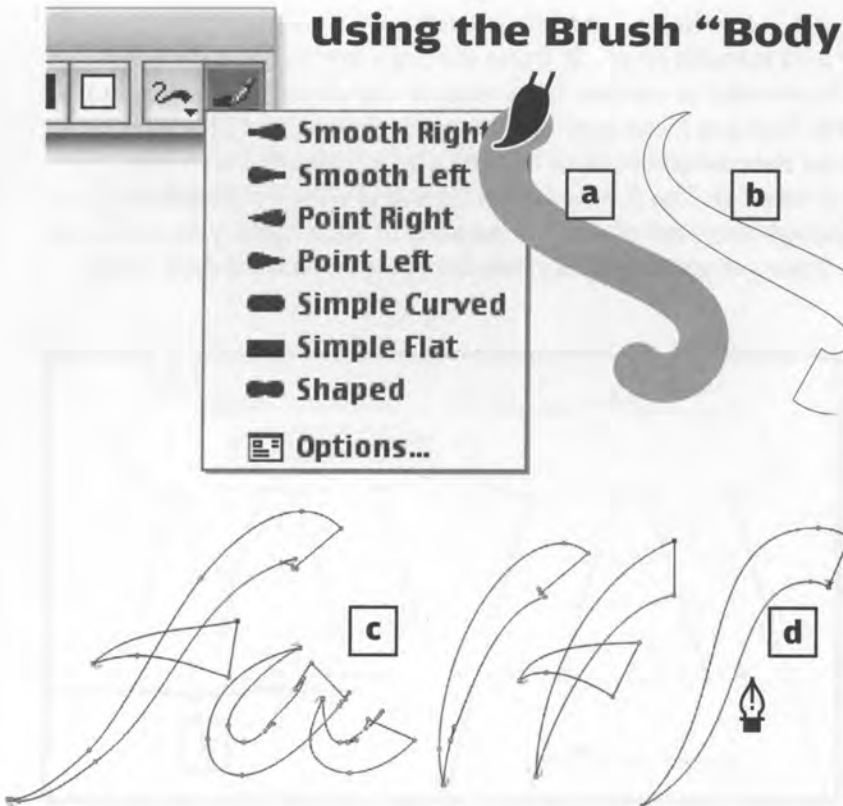 Using the Brush “Body
Smooth Right
Smooth Left
Point Right
Point Left
Simple Curved
Simple Flat
Shaped
Options...
a
b
c
d